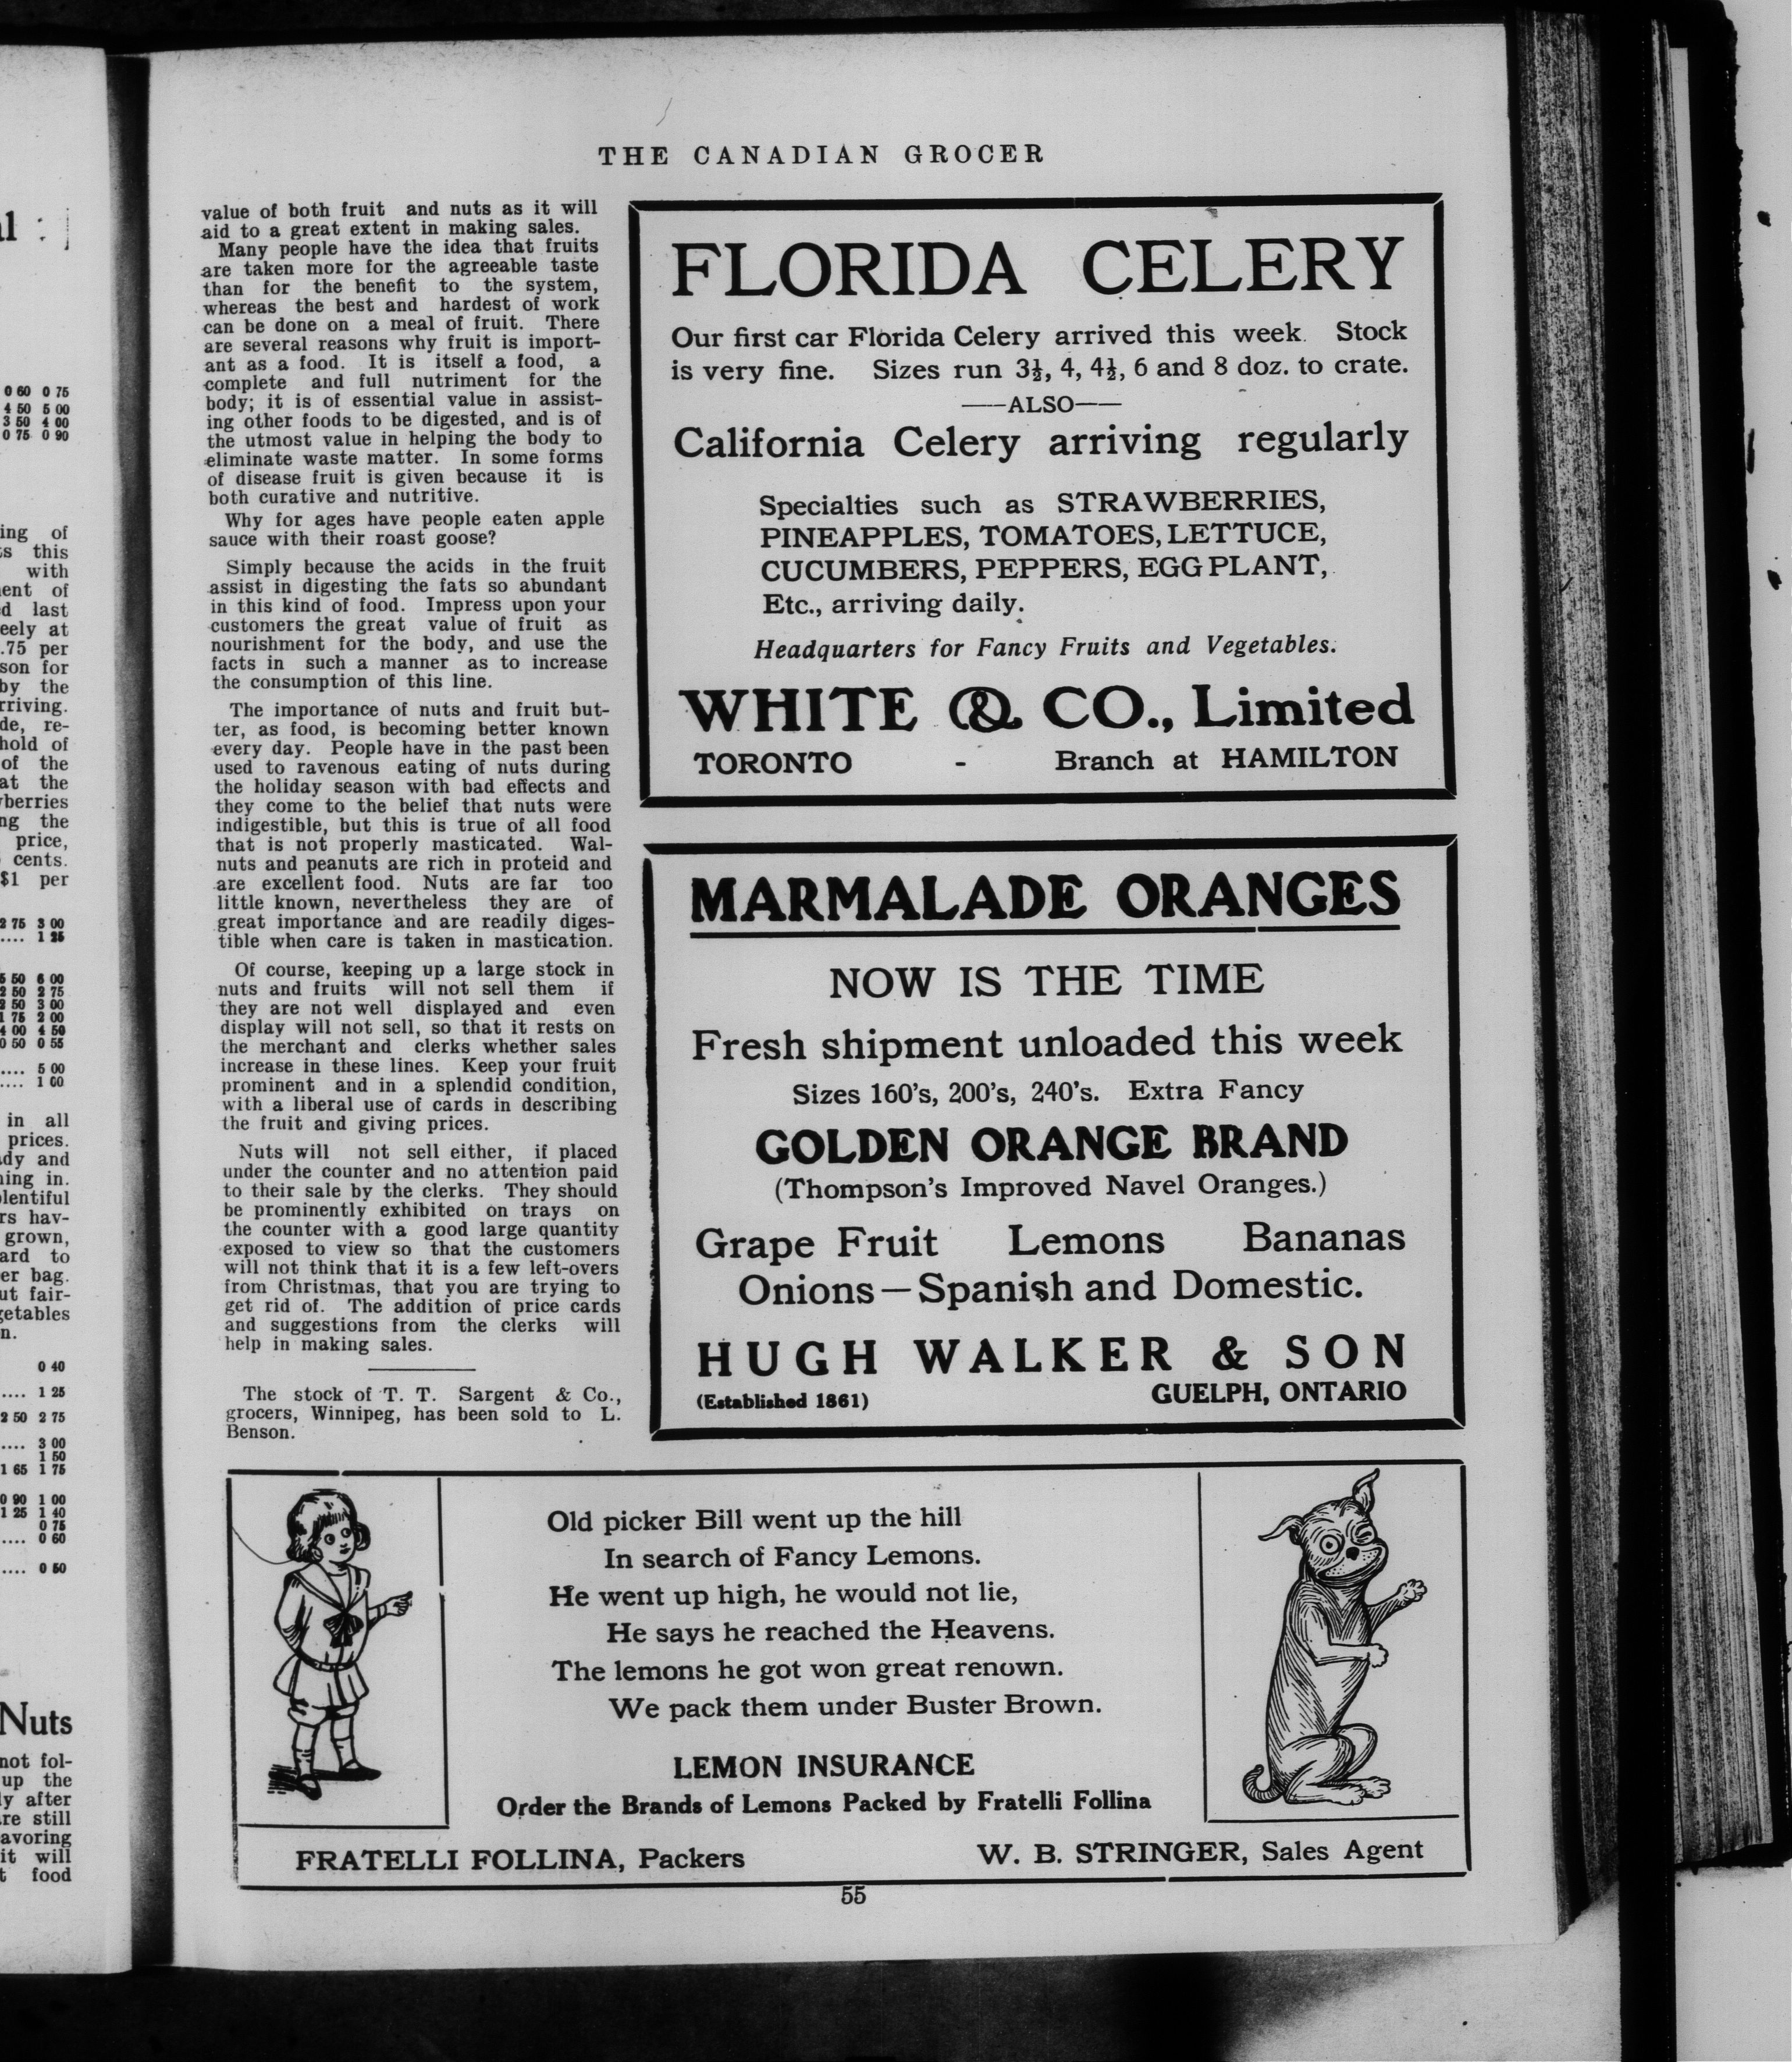 THE CANADIAN GROCER
value of both fruit and nuts as it will
aid to a great extent in making sales.
Many people have the idea that fruits
are taken more for the agreeable taste
than for the benefit to the system,
whereas the best and hardest of work
can be done on a meal of fruit. There
are several reasons why fruit is import-
ant as a food. It is itself a food, a
complete and full nutriment for the
body; it is of essential value in assist-
ing other foods to be digested, and is of
the utmost value in helping the body to
eliminate waste matter. In some forms
of disease fruit is given because it is
both curative and nutritive.
Why for ages have people eaten apple
sauce with their roast goose?
Simply because the acids in the fruit
assist in digesting the fats so abundant
in this kind of food. Impress upon your
customers the great value of fruit as
nourishment for the body, and use the
facts in such a manner as to increase
the consumption of this line.
The importance of nuts and fruit but-
ter, as food, is becoming better known
every day. People have in the past been
used to ravenous eating of nuts during
the holiday season with bad effects and
they come to the belief that nuts were
indigestible, but this is true of all food
that is not properly masticated. Wal-
nuts and peanuts are rich in proteid and
are excellent food. Nuts are far too
little known, nevertheless they are of
great importance and are readily diges-
tible when care is taken in mastication.
Of course, keeping up a large stock in
nuts and fruits will not sell them if
they are not well displayed and even
display will not sell, so that it rests on
the merchant and clerks whether sales
increase in these lines. Keep your fruit
prominent and in a splendid condition,
with a liberal use of cards in describing
the fruit and giving prices.
Nuts will not sell either, if placed
under the counter and no attention paid
to their sale by the clerks. They should
be prominently exhibited on trays on
the counter with a good large quantity
exposed to view so that the customers
will not think that it is a few left-overs
from Christmas, that you are trying to
get rid of. The addition of price cards
and suggestions from the clerks will
help in making sales.
The stock of T. T. Sargent & Co.,
grocers, Winnipeg, has been sold to L.
Benson.
FLORIDA CELERY
Our first car Florida Celery arrived this week. Stock
is very fine. Sizes run 3½, 4, 4½, 6 and 8 doz. to crate.
——ALSO——
California Celery arriving regularly
Specialties such as STRAWBERRIES,
PINEAPPLES, TOMATOES, LETTUCE,
CUCUMBERS, PEPPERS, EGG PLANT,
Etc., arriving daily.
Headquarters for Fancy Fruits and Vegetables.
WHITE & CO., Limited
TORONTO - Branch at HAMILTON
MARMALADE ORANGES
NOW IS THE TIME
Fresh shipment unloaded this week
Sizes 160's, 200's, 240's. Extra Fancy
GOLDEN ORANGE BRAND
(Thompson's Improved Navel Oranges.)
Grape Fruit Lemons Bananas
Onions—Spanish and Domestic.
HUGH WALKER & SON
(Established 1861) GUELPH, ONTARIO
Old picker Bill went up the hill
In search of Fancy Lemons.
He went up high, he would not lie,
He says he reached the Heavens.
The lemons he got won great renown.
We pack them under Buster Brown.
LEMON INSURANCE
Order the Brands of Lemons Packed by Fratelli Follina
FRATELLI FOLLINA, Packers W. B. STRINGER, Sales Agent
55